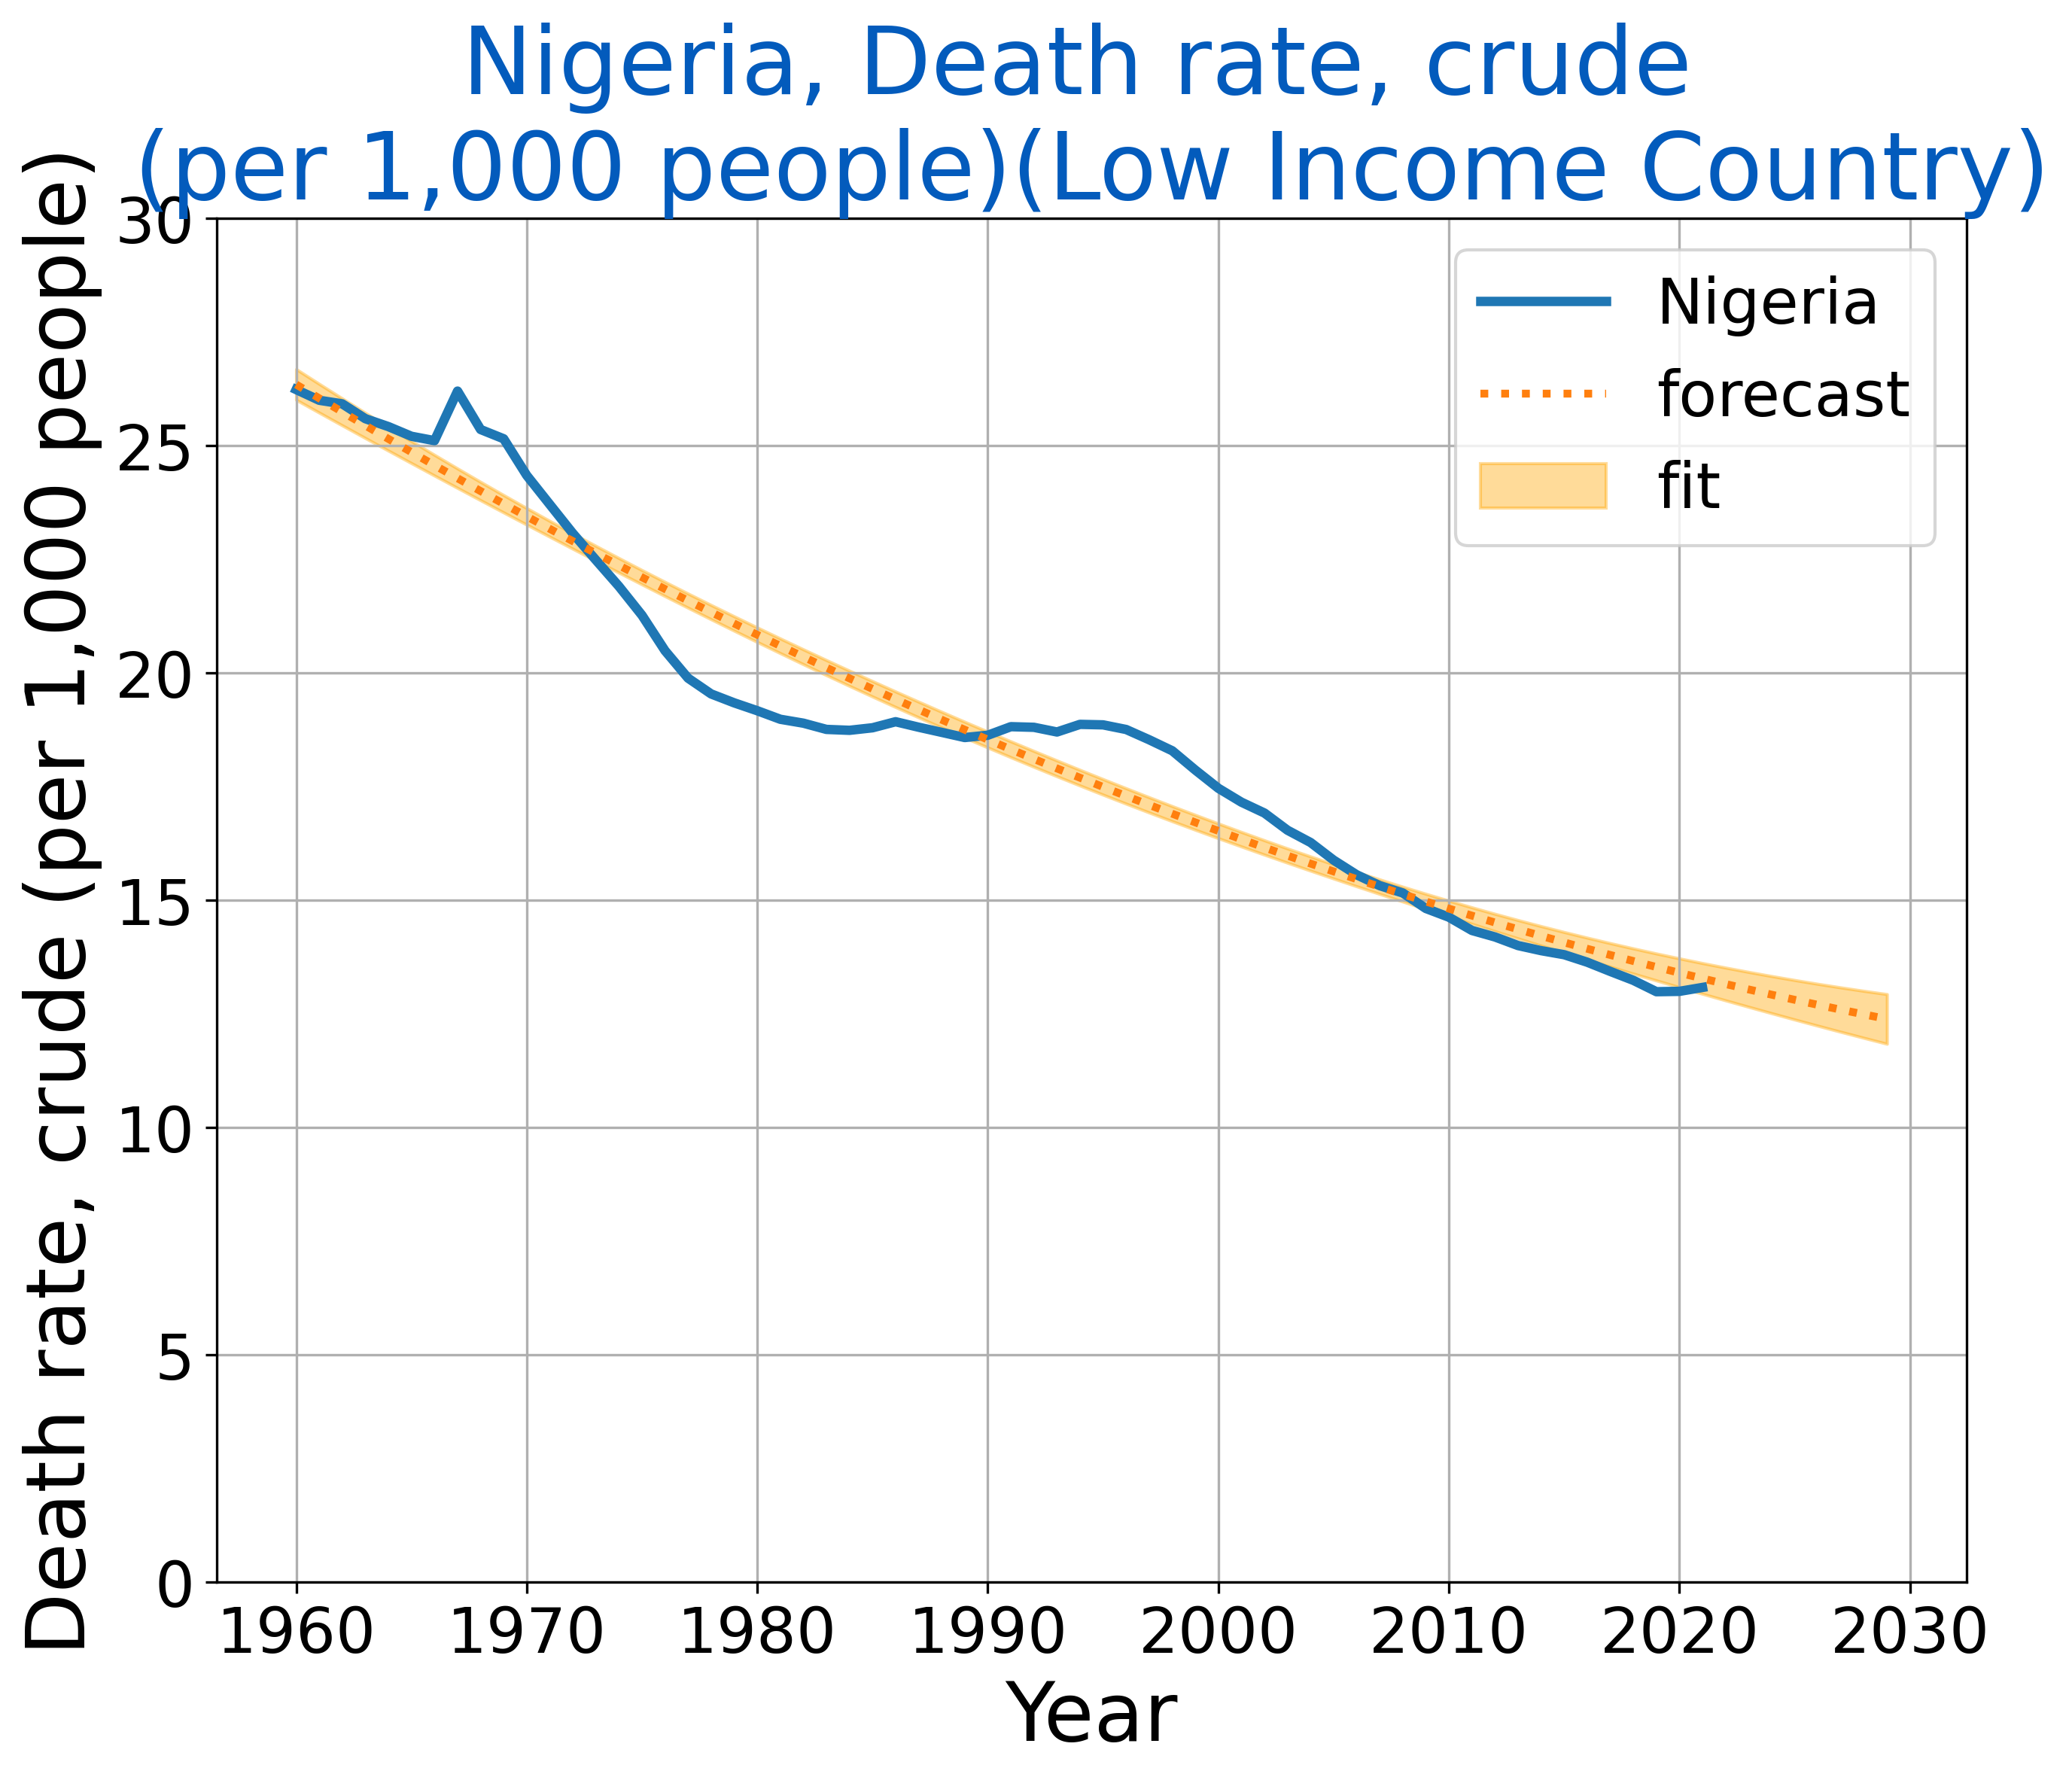 Nigeria, Death rate, crude
(per 1,000 people)(Low Income Country)
Death rate, crude (per 1,000 people)
30
25
20
15
10
5
0
Nigeria
forecast
fit
1960 1970 1980 1990 2000 2010 2020 2030
Year